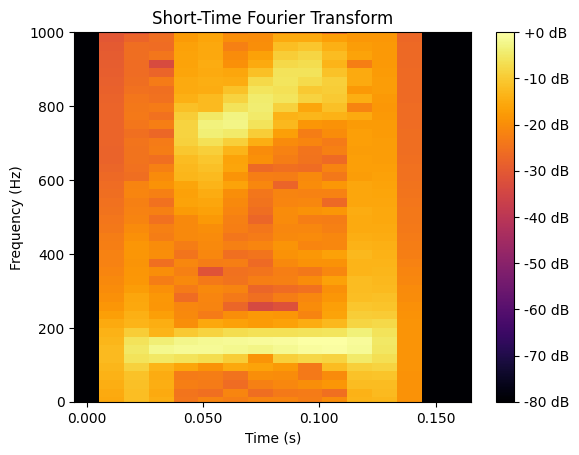 Short-Time Fourier Transform
1000
800
600
400
200
0
Frequency (Hz)
0.000
0.050
0.100
0.150
Time (s)
+0 dB
-10 dB
-20 dB
-30 dB
-40 dB
-50 dB
-60 dB
-70 dB
-80 dB